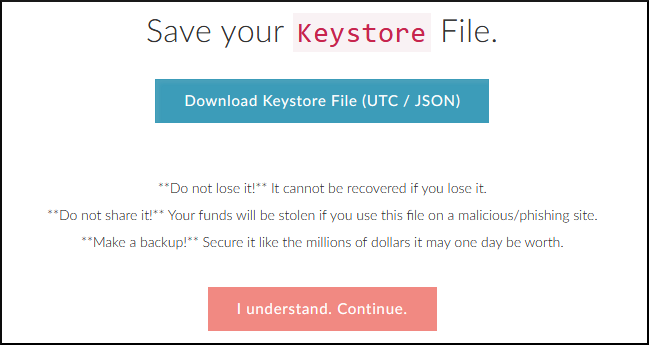 Save your Keystore File.
Download Keystore File (UTC / JSON)
**Do not lose it!** It cannot be recovered if you lose it.
**Do not share it!** Your funds will be stolen if you use this file on a malicious/phishing site.
**Make a backup!** Secure it like the millions of dollars it may one day be worth.
I understand. Continue.